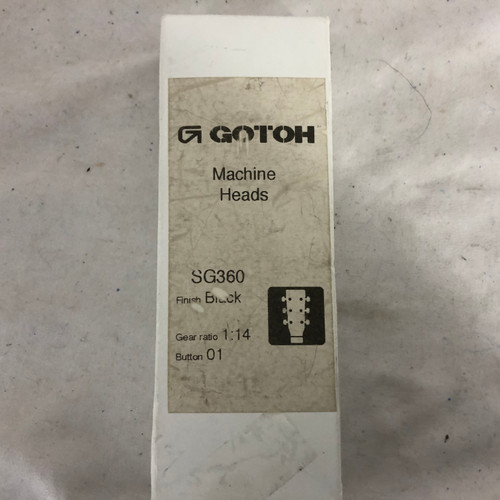 GOTOH
Machine
Heads
SG360
Finish Black
Gear ratio 1:14
Button 01